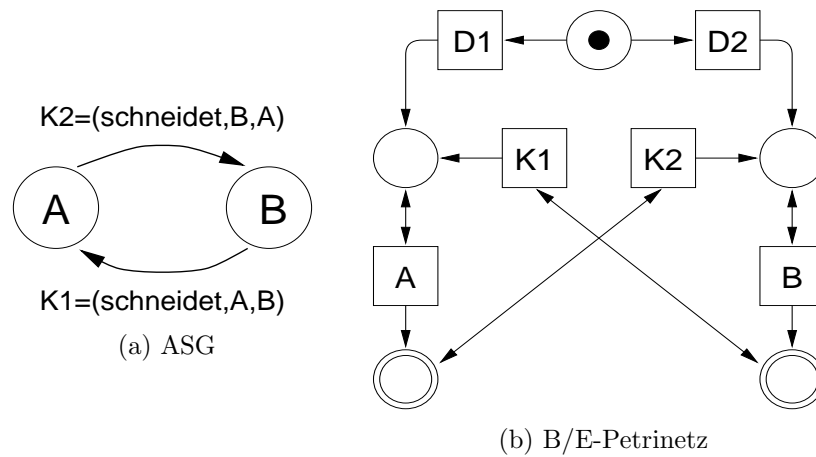 K2=(schneidet,B,A)
A
B
K1=(schneidet,A,B)
(a) ASG
D1
D2
K1
K2
A
B
(b) B/E-Petrinetz